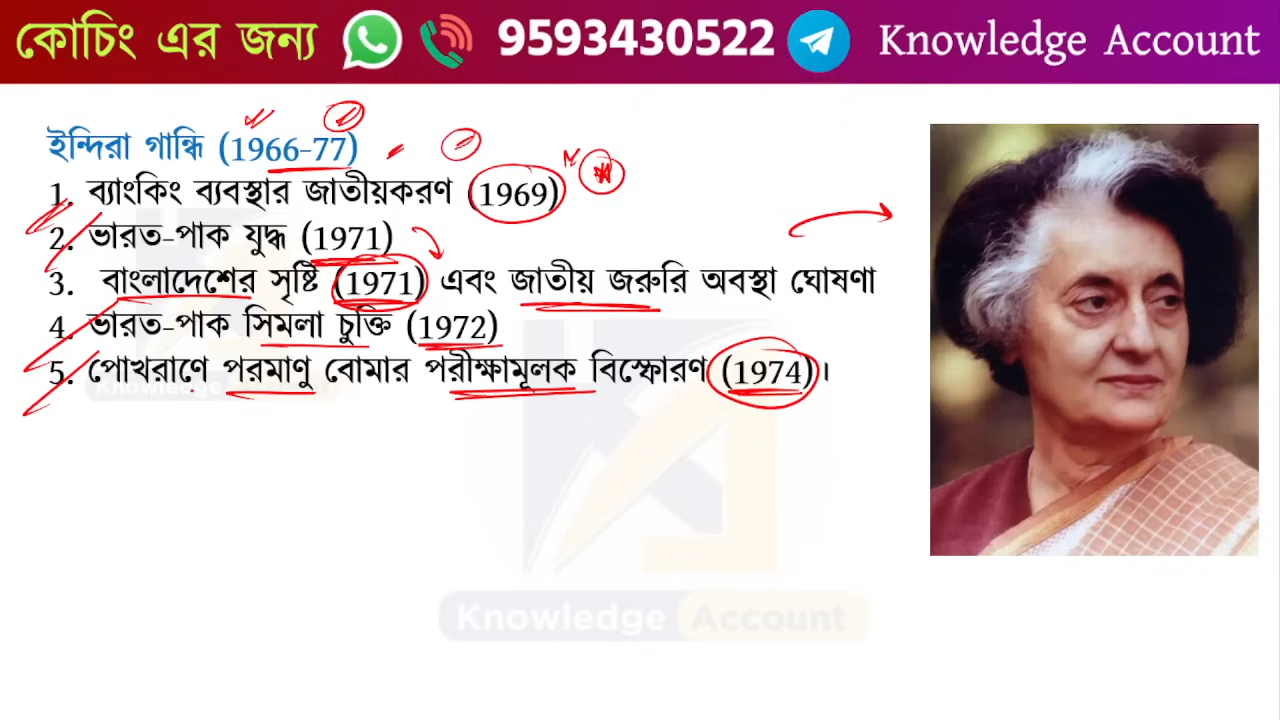 কোচিং এর জন্য 9593430522 Knowledge Account
ইন্দিরা গান্ধি (1966-77)
1. ব্যাংকিং ব্যবস্থার জাতীয়করণ (1969)
2. ভারত-পাক যুদ্ধ (1971)
3. বাংলাদেশের সৃষ্টি (1971) এবং জাতীয় জরুরি অবস্থা ঘোষণা
4. ভারত-পাক সিমলা চুক্তি (1972)
5. পোখরাণে পরমাণু বোমার পরীক্ষামূলক বিস্ফোরণ (1974)।
Knowledge Account